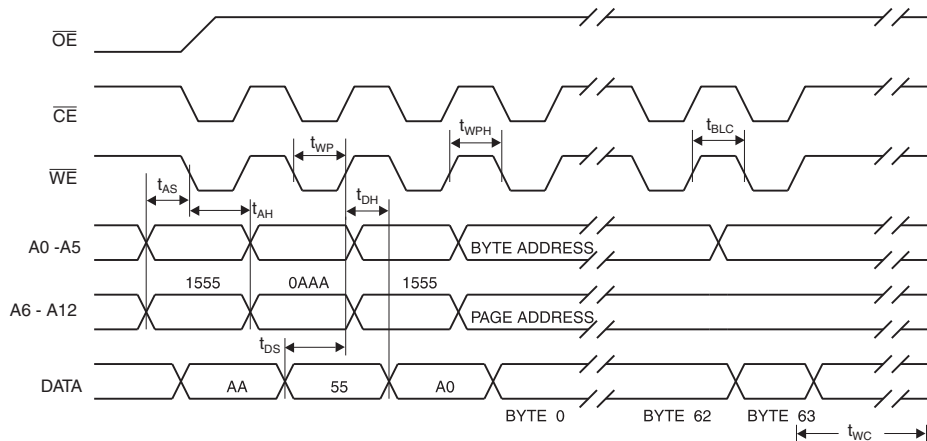 OE
CE
tWP
tWPH
tBLC
WE
tAS
tAH
tDH
A0 -A5
BYTE ADDRESS
1555
0AAA
1555
A6 - A12
PAGE ADDRESS
tDS
DATA
AA
55
A0
BYTE 0
BYTE 62
BYTE 63
tWC